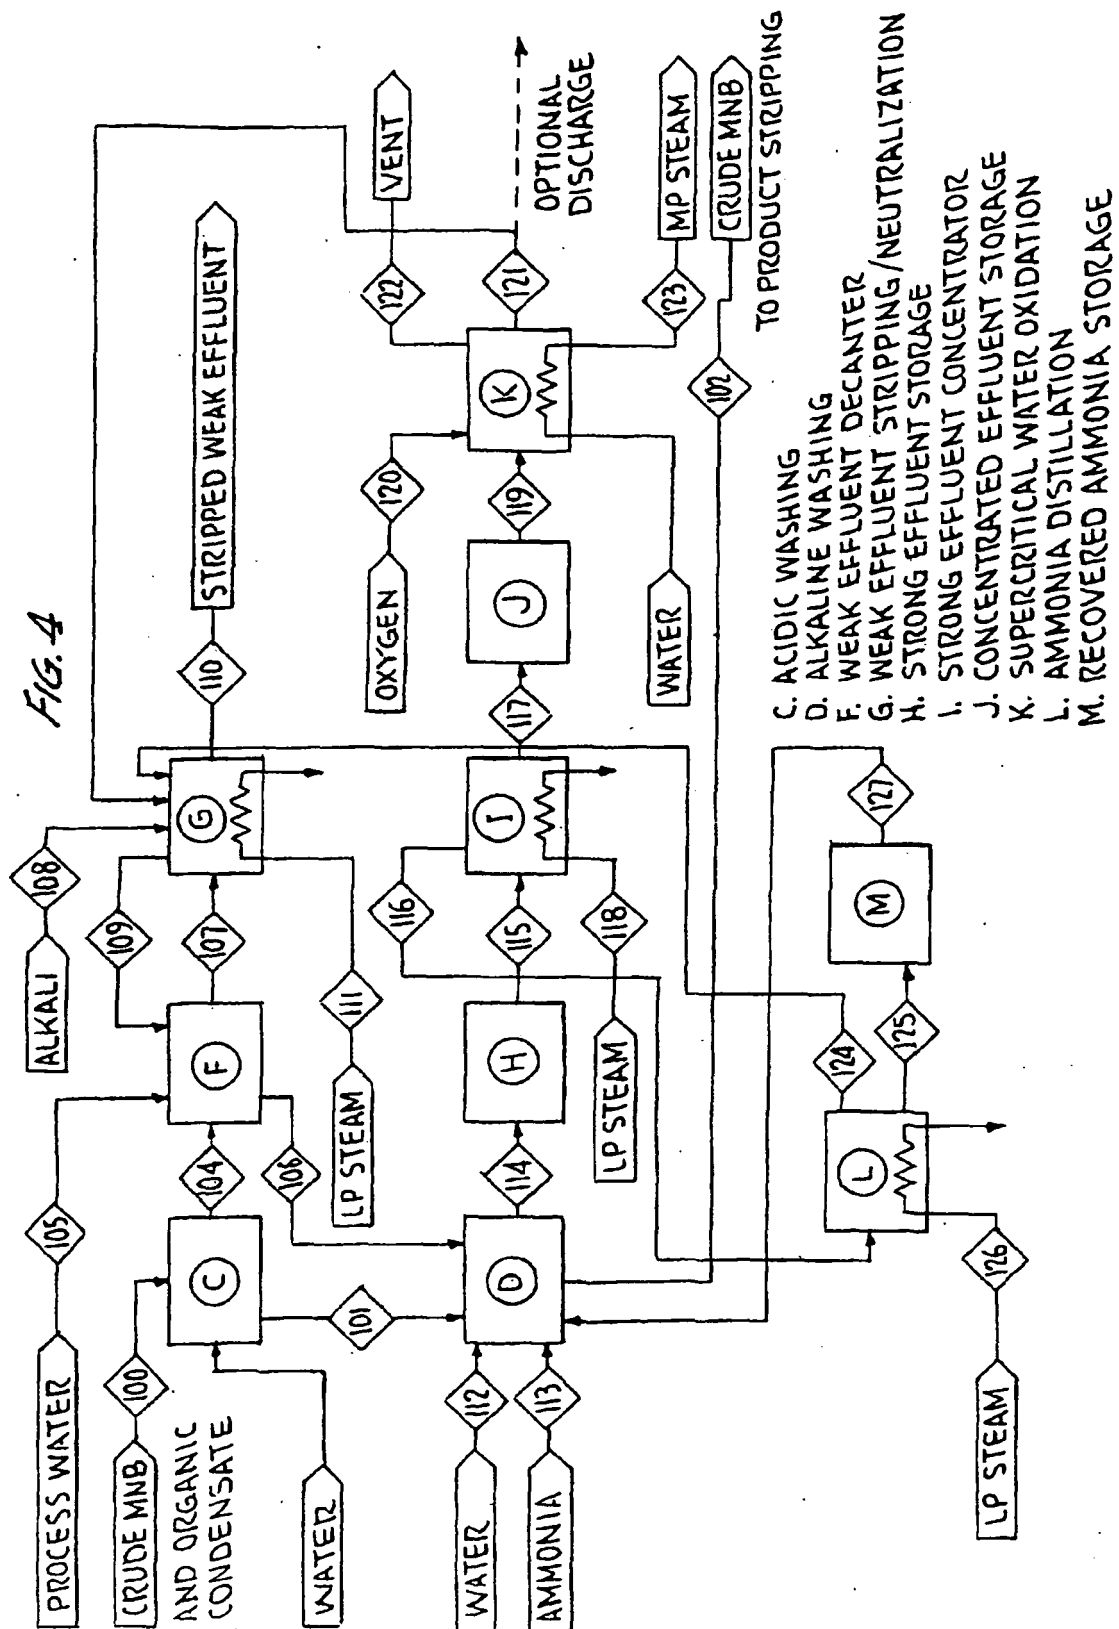 FIG. 4
PROCESS WATER
105
CRUDE MNB
100
AND ORGANIC
CONDENSATE
WATER
C
104
101
F
106
107
109
ALKALI
108
G
LP STEAM
111
110
STRIPPED WEAK EFFLUENT
WATER
112
AMMONIA
113
D
114
H
115
116
I
LP STEAM
118
117
J
119
OXYGEN
120
K
WATER
122
VENT
121
OPTIONAL
DISCHARGE
123
MP STEAM
102
CRUDE MNB
TO PRODUCT STRIPPING
LP STEAM
126
L
124
125
M
127
C. ACIDIC WASHING
D. ALKALINE WASHING
F. WEAK EFFLUENT DECANTER
G. WEAK EFFLUENT STRIPPING/NEUTRALIZATION
H. STRONG EFFLUENT STORAGE
I. STRONG EFFLUENT CONCENTRATOR
J. CONCENTRATED EFFLUENT STORAGE
K. SUPERCRITICAL WATER OXIDATION
L. AMMONIA DISTILLATION
M. RECOVERED AMMONIA STORAGE